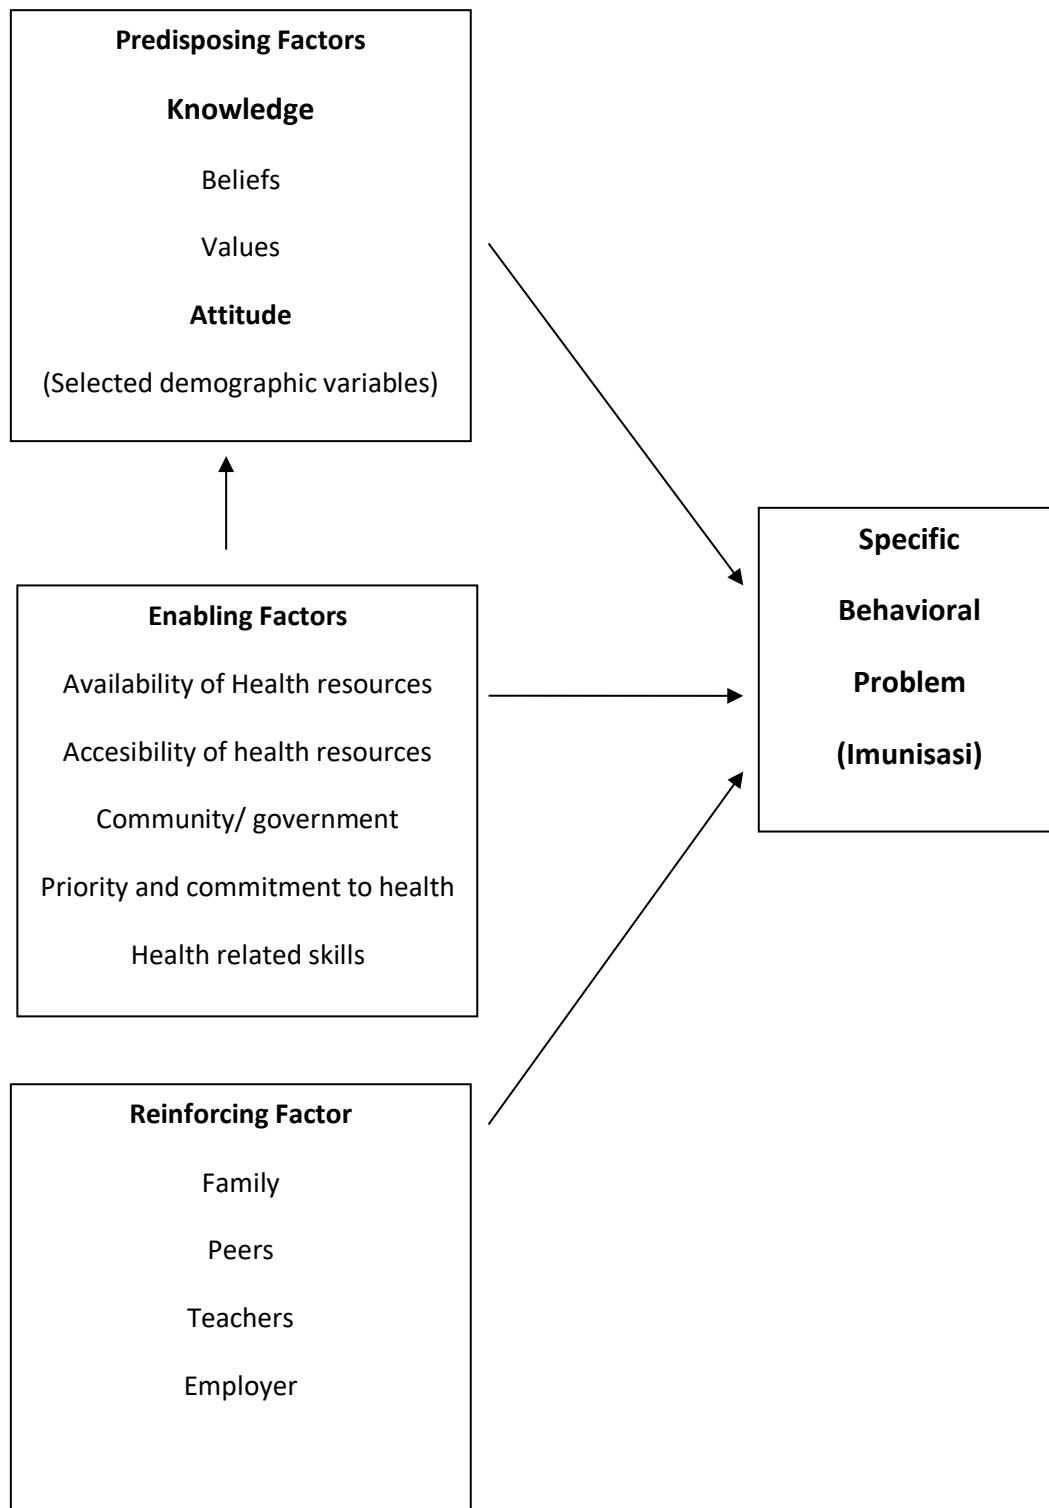 Predisposing Factors
Knowledge
Beliefs
Values
Attitude
(Selected demographic variables)
Enabling Factors
Availability of Health resources
Accesibility of health resources
Community/ government
Priority and commitment to health
Health related skills
Reinforcing Factor
Family
Peers
Teachers
Employer
Specific
Behavioral
Problem
(Imunisasi)